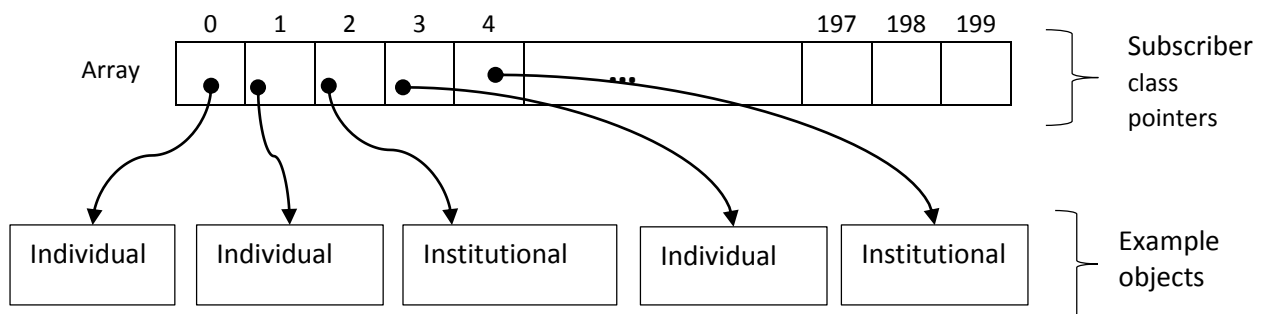 0 1 2 3 4 197 198 199
Array
...
Subscriber
class
pointers
Individual Individual Institutional Individual Institutional
Example
objects